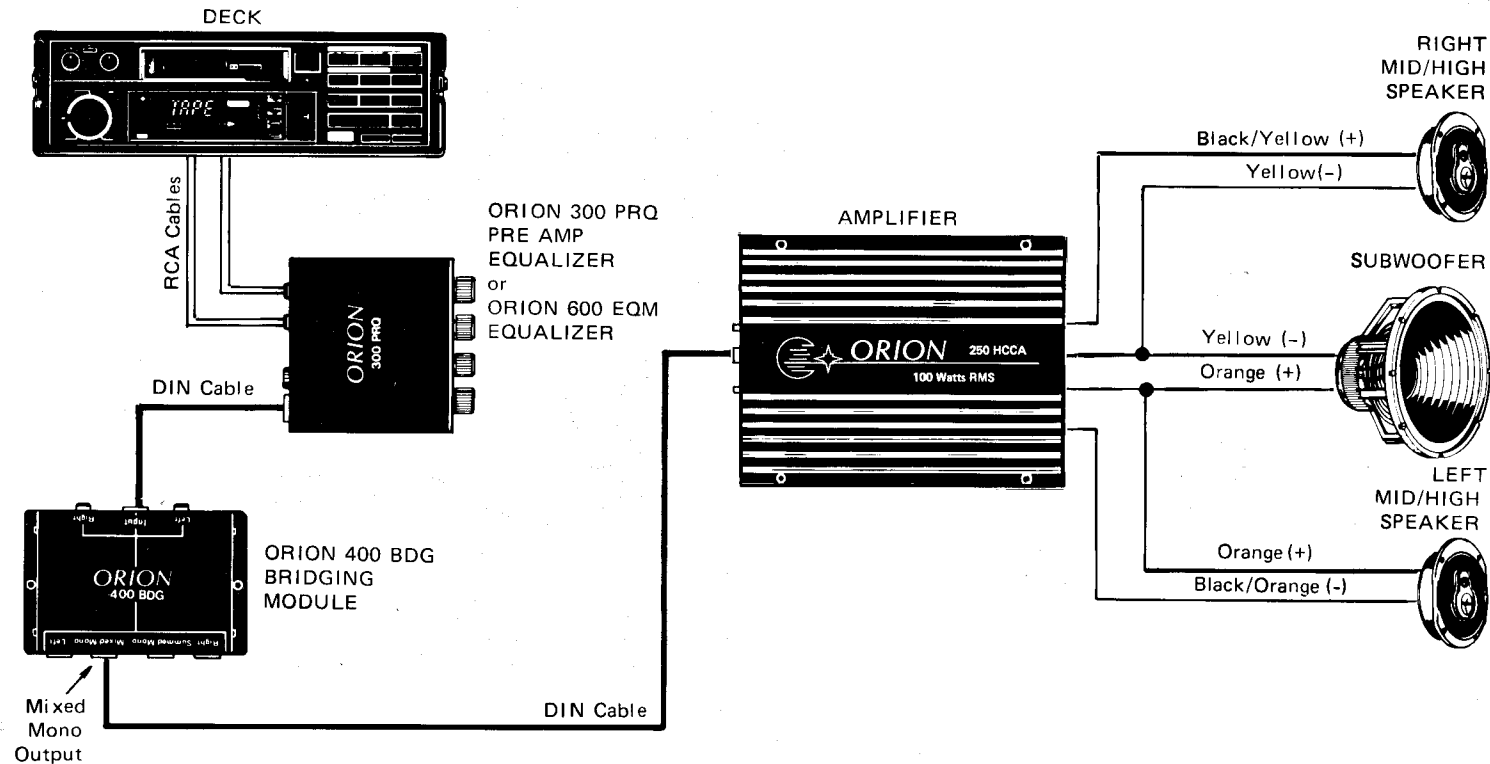 DECK
TAPE
RCA Cables
ORION 300 PRQ
PRE AMP
EQUALIZER
or
ORION 600 EQM
EQUALIZER
ORION
300 PRQ
DIN Cable
Right
Input
Left
ORION
400 BDG
Left
Mixed Mono
Summed Mono
Right
ORION 400 BDG
BRIDGING
MODULE
Mixed
Mono
Output
DIN Cable
AMPLIFIER
ORION
250 HCCA
100 Watts RMS
RIGHT
MID/HIGH
SPEAKER
Black/Yellow (+)
Yellow(-)
SUBWOOFER
Yellow (-)
Orange (+)
LEFT
MID/HIGH
SPEAKER
Orange (+)
Black/Orange (-)